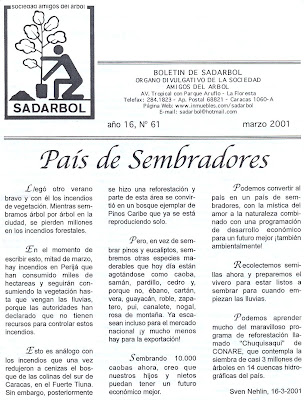 sociedad amigos del arbol
SADARBOL
BOLETIN DE SADARBOL
ORGANO DIVULGATIVO DE LA SOCIEDAD
AMIGOS DEL ARBOL
AV. Tropical con Parque Aruflo - La Floresta
Telefax: 284.1823 - Ap. Postal 68821 - Caracas 1060-A
Página Web: www.inmuebles.com/sadarbol
E-mail: sadarbol@hotmail.com
año 16, Nº 61
marzo 2001
País de Sembradores
Llegó otro verano
bravo y con él los incendios
de vegetación. Mientras sem-
bramos árbol por árbol en la
ciudad, se pierden millones
en los incendios forestales.
En el momento de
escribir esto, mitad de marzo,
hay incendios en Perijá que
han consumido miles de
hectareas y seguirán con-
sumiendo la vegetación hasta
que vengan las lluvias,
porque las autoridades han
declarado que no tienen
recursos para controlar estos
incendios.
Esto es análogo con
los incendios que una vez
redujeron a cenizas el bos-
que de las colinas del sur de
Caracas, en el Fuerte Tiuna.
Sin embargo, posteriormente
se hizo una reforestación y
parte de esta área se convir-
tió en un bosque ejemplar de
Pinos Caribe que ya se está
reproduciendo solo.
Pero, en vez de sem-
brar pinos y eucaliptos, sem-
bremos otras especies made-
rables que hoy día están
agotándose como caoba,
samán, pardillo, cedro y,
porque no, ébano, cartán,
vera, guayacán, roble, zapa-
tero, puí, canalete, nogal,
rosa de montaña. Ya esca-
sean incluso para el mercado
nacional ¡y mucho menos
hay para la exportación!
Sembrando 10.000
caobas ahora, creo que
nuestros hijos y nietos
puedan tener un futuro
económico mejor.
Podemos convertir al
país en un país de sembra-
dores, con la mística del
amor a la naturaleza combi-
nado con una programación
de desarrollo económico
para un futuro mejor ¡también
ambientalmente!
Recolectemos semi-
llas ahora y preparemos el
vivero para estar listos a
sembrar para cuando empie-
zan las lluvias.
Podemos aprender
mucho del maravilloso pro-
grama de reforestación lla-
mado "Chuquisaqui" de
CONARE, que contempla la
siembra de casi 3 millones de
árboles en 14 cuencas hidro-
gráficas del país.
Sven Nehlin, 16-3-2001